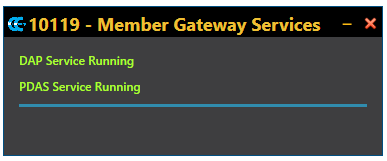 10119 - Member Gateway Services
DAP Service Running
PDAS Service Running